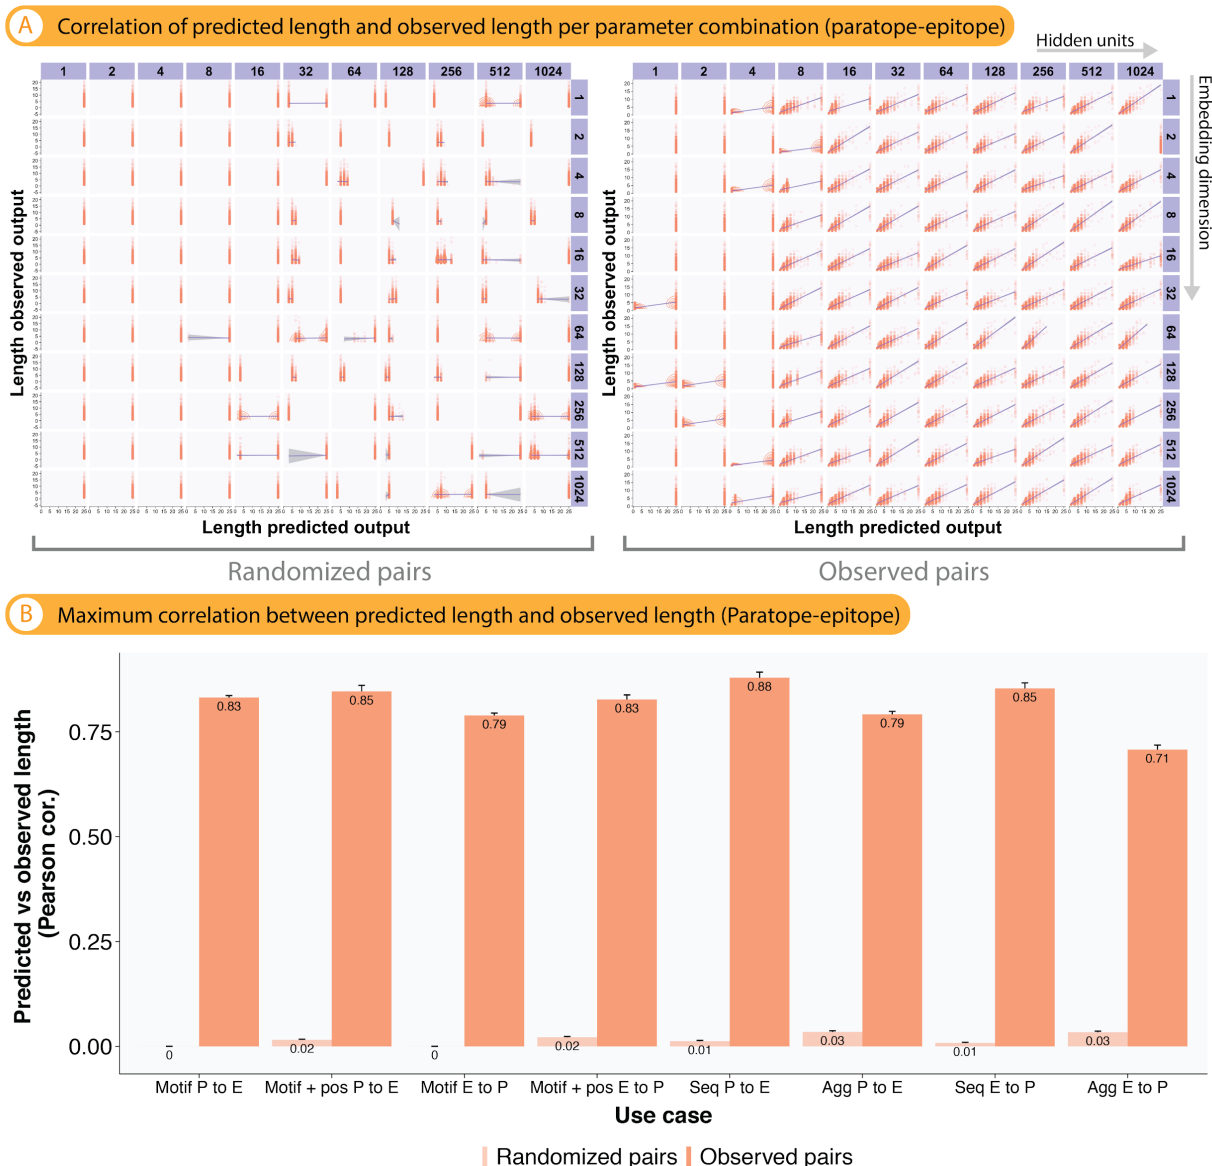 A Correlation of predicted length and observed length per parameter combination (paratope-epitope)
Hidden units
1 2 4 8 16 32 64 128 256 512 1024
1 2 4 8 16 32 64 128 256 512 1024
Embedding dimension
1
2
4
8
16
32
64
128
256
512
1024
1
2
4
8
16
32
64
128
256
512
1024
Length observed output
Length observed output
Length predicted output
Length predicted output
Randomized pairs
Observed pairs
B Maximum correlation between predicted length and observed length (Paratope-epitope)
Predicted vs observed length
(Pearson cor.)
0.75
0.50
0.25
0.00
0 0.83
0.02 0.85
0 0.79
0.02 0.83
0.01 0.88
0.03 0.79
0.01 0.85
0.03 0.71
Motif P to E Motif + pos P to E Motif E to P Motif + pos E to P Seq P to E Agg P to E Seq E to P Agg E to P
Use case
Randomized pairs Observed pairs